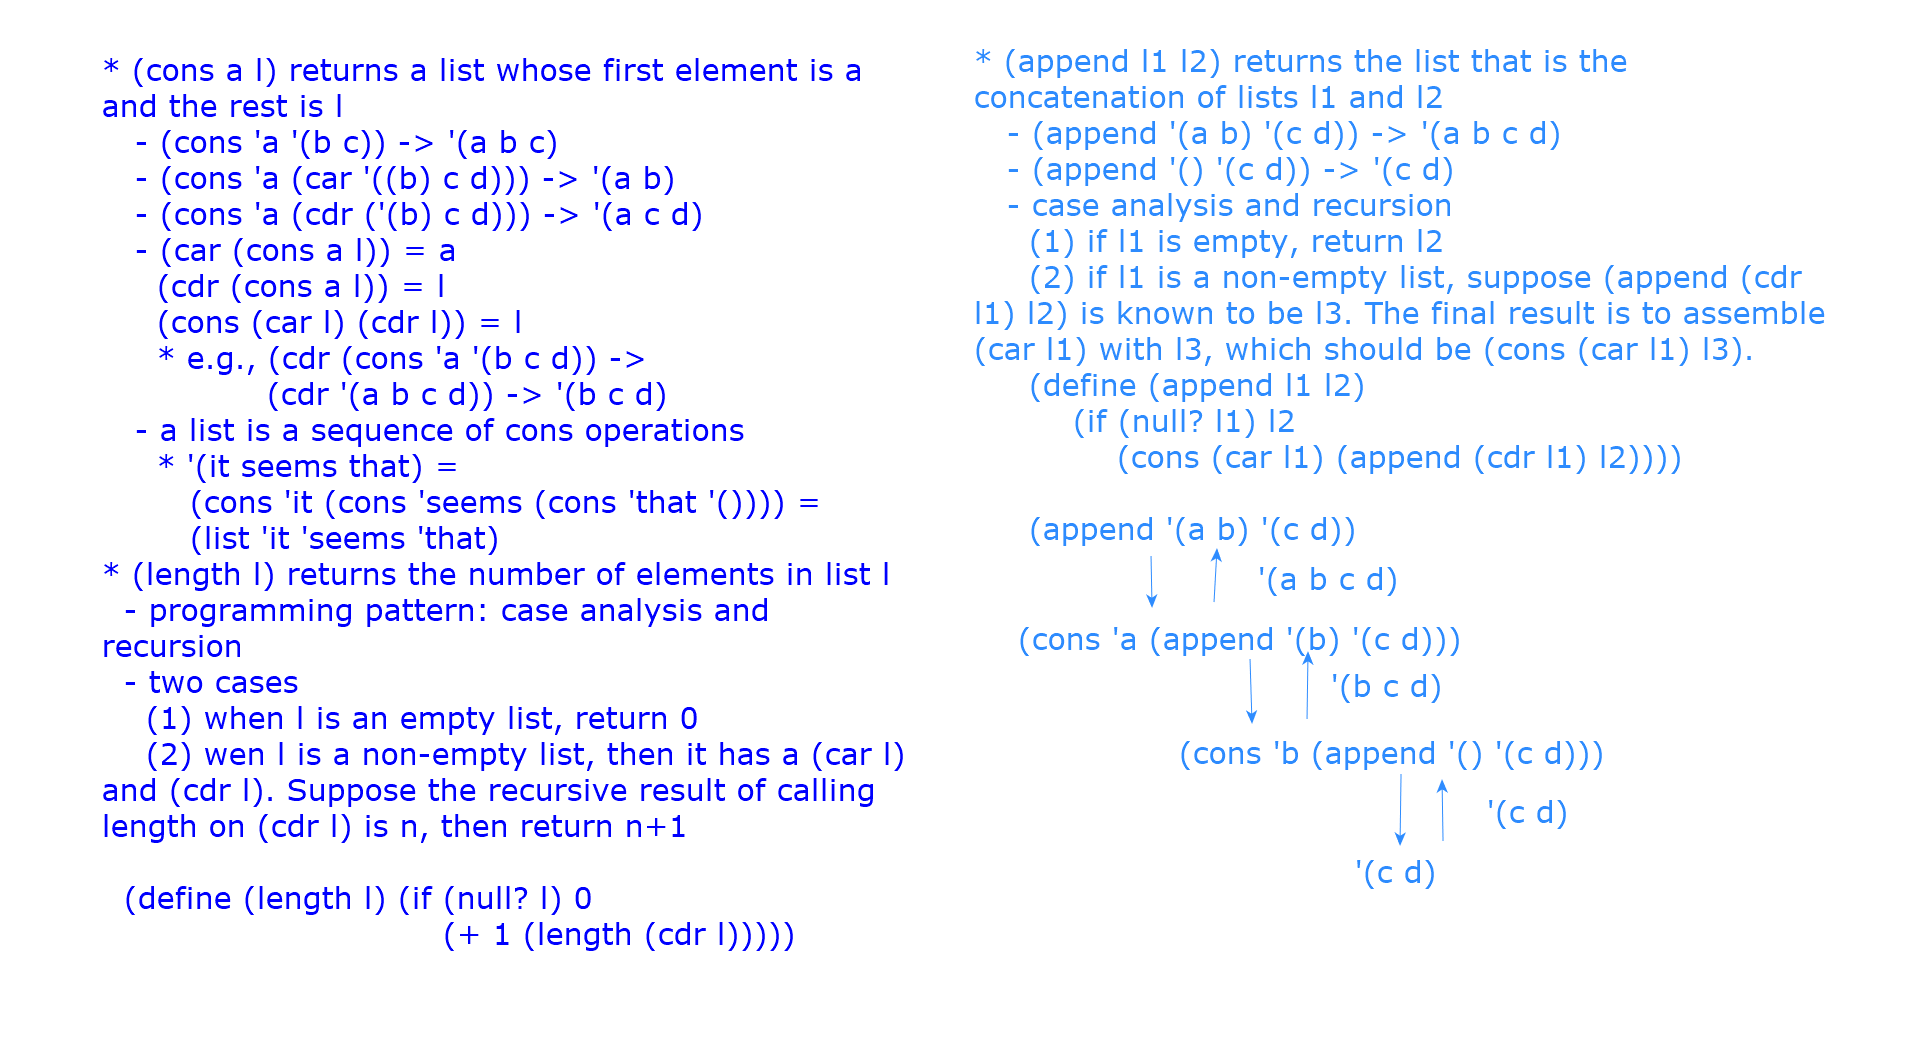 * (cons a l) returns a list whose first element is a
and the rest is l
- (cons 'a '(b c)) -> '(a b c)
- (cons 'a (car '((b) c d))) -> '(a b)
- (cons 'a (cdr ('(b) c d))) -> '(a c d)
- (car (cons a l)) = a
(cdr (cons a l)) = l
(cons (car l) (cdr l)) = l
* e.g., (cdr (cons 'a '(b c d)) ->
(cdr '(a b c d)) -> '(b c d)
- a list is a sequence of cons operations
* '(it seems that) =
(cons 'it (cons 'seems (cons 'that '()))) =
(list 'it 'seems 'that)
* (length l) returns the number of elements in list l
- programming pattern: case analysis and
recursion
- two cases
(1) when l is an empty list, return 0
(2) wen l is a non-empty list, then it has a (car l)
and (cdr l). Suppose the recursive result of calling
length on (cdr l) is n, then return n+1
(define (length l) (if (null? l) 0
(+ 1 (length (cdr l)))))
* (append l1 l2) returns the list that is the
concatenation of lists l1 and l2
- (append '(a b) '(c d)) -> '(a b c d)
- (append '() '(c d)) -> '(c d)
- case analysis and recursion
(1) if l1 is empty, return l2
(2) if l1 is a non-empty list, suppose (append (cdr
l1) l2) is known to be l3. The final result is to assemble
(car l1) with l3, which should be (cons (car l1) l3).
(define (append l1 l2)
(if (null? l1) l2
(cons (car l1) (append (cdr l1) l2))))
(append '(a b) '(c d))
'(a b c d)
(cons 'a (append '(b) '(c d)))
'(b c d)
(cons 'b (append '() '(c d)))
'(c d)
'(c d)